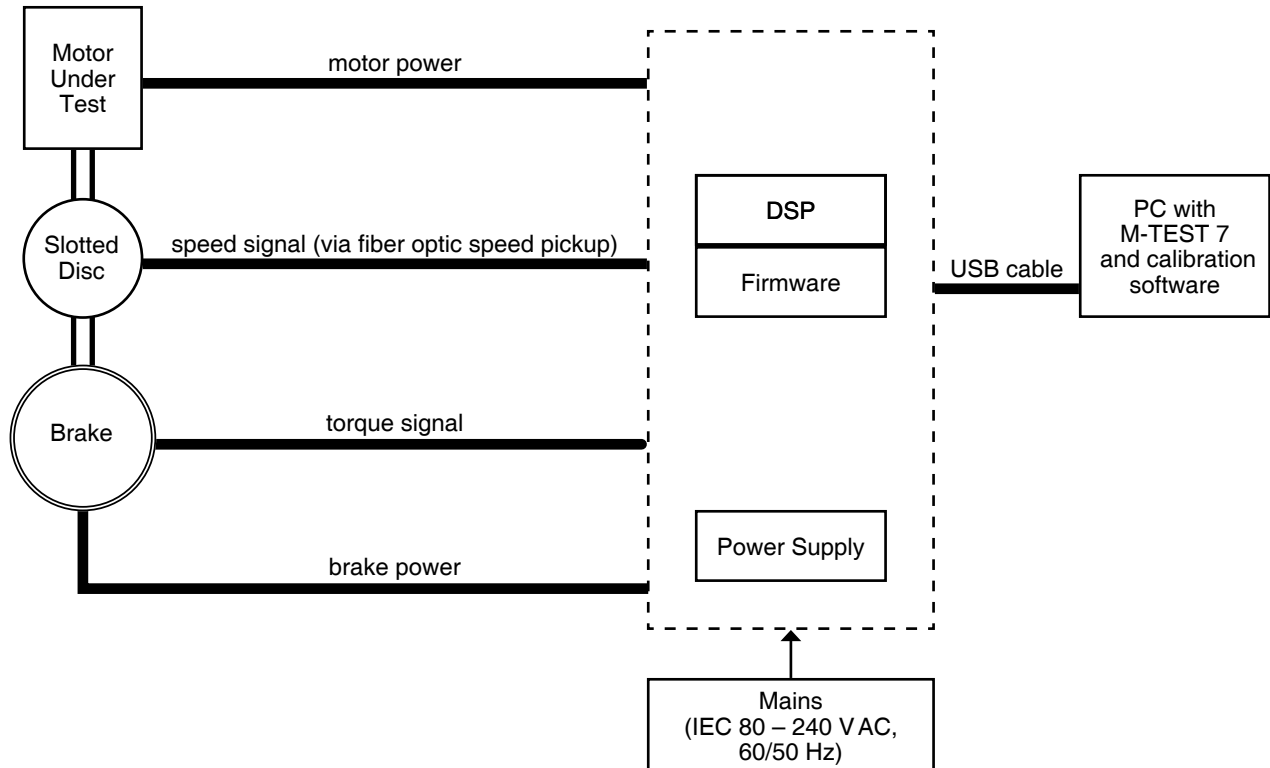 Motor
Under
Test
motor power
DSP
Firmware
PC with
M-TEST 7
and calibration
software
Slotted
Disc
speed signal (via fiber optic speed pickup)
USB cable
Brake
torque signal
Power Supply
brake power
Mains
(IEC 80 – 240 V AC,
60/50 Hz)